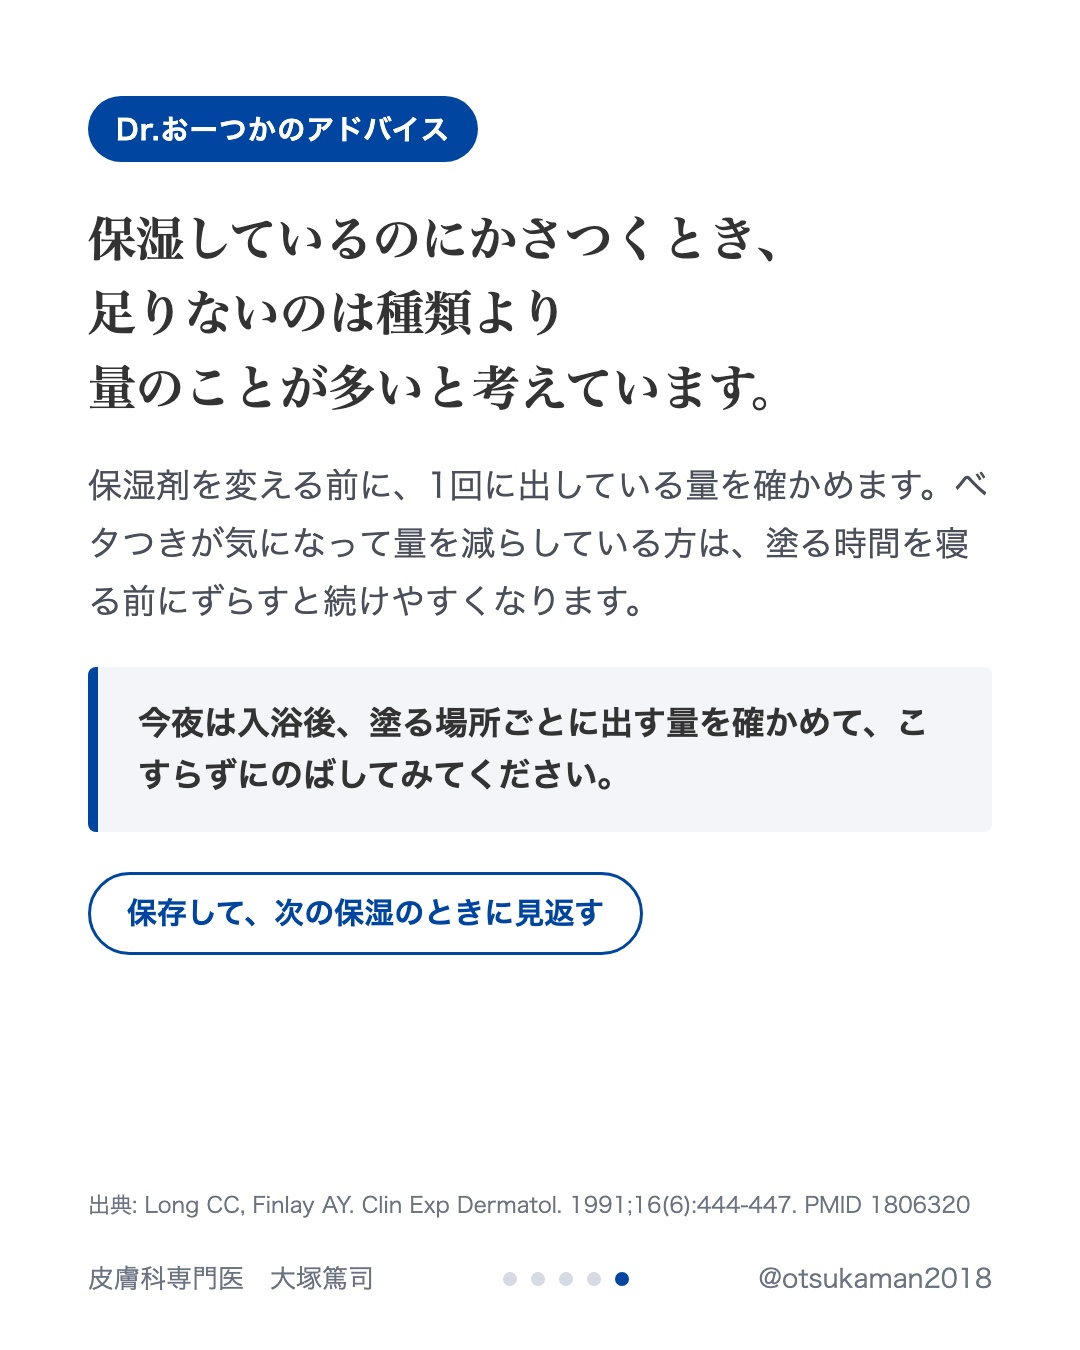 Dr.おーつかのアドバイス
保湿しているのにかさつくとき、
足りないのは種類より
量のことが多いと考えています。
保湿剤を変える前に、1回に出している量を確かめます。ベ
タつきが気になって量を減らしている方は、塗る時間を寝
る前にずらすと続けやすくなります。
今夜は入浴後、塗る場所ごとに出す量を確かめて、こ
すらずにのばしてみてください。
保存して、次の保湿のときに見返す
出典: Long CC, Finlay AY. Clin Exp Dermatol. 1991;16(6):444-447. PMID 1806320
皮膚科専門医　大塚篤司
@otsukaman2018